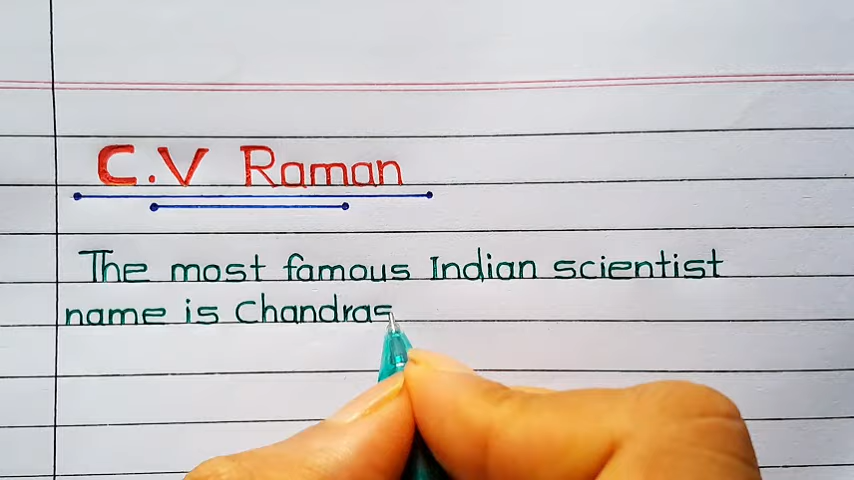 C.V Raman
The most famous Indian scientist
name is Chandras